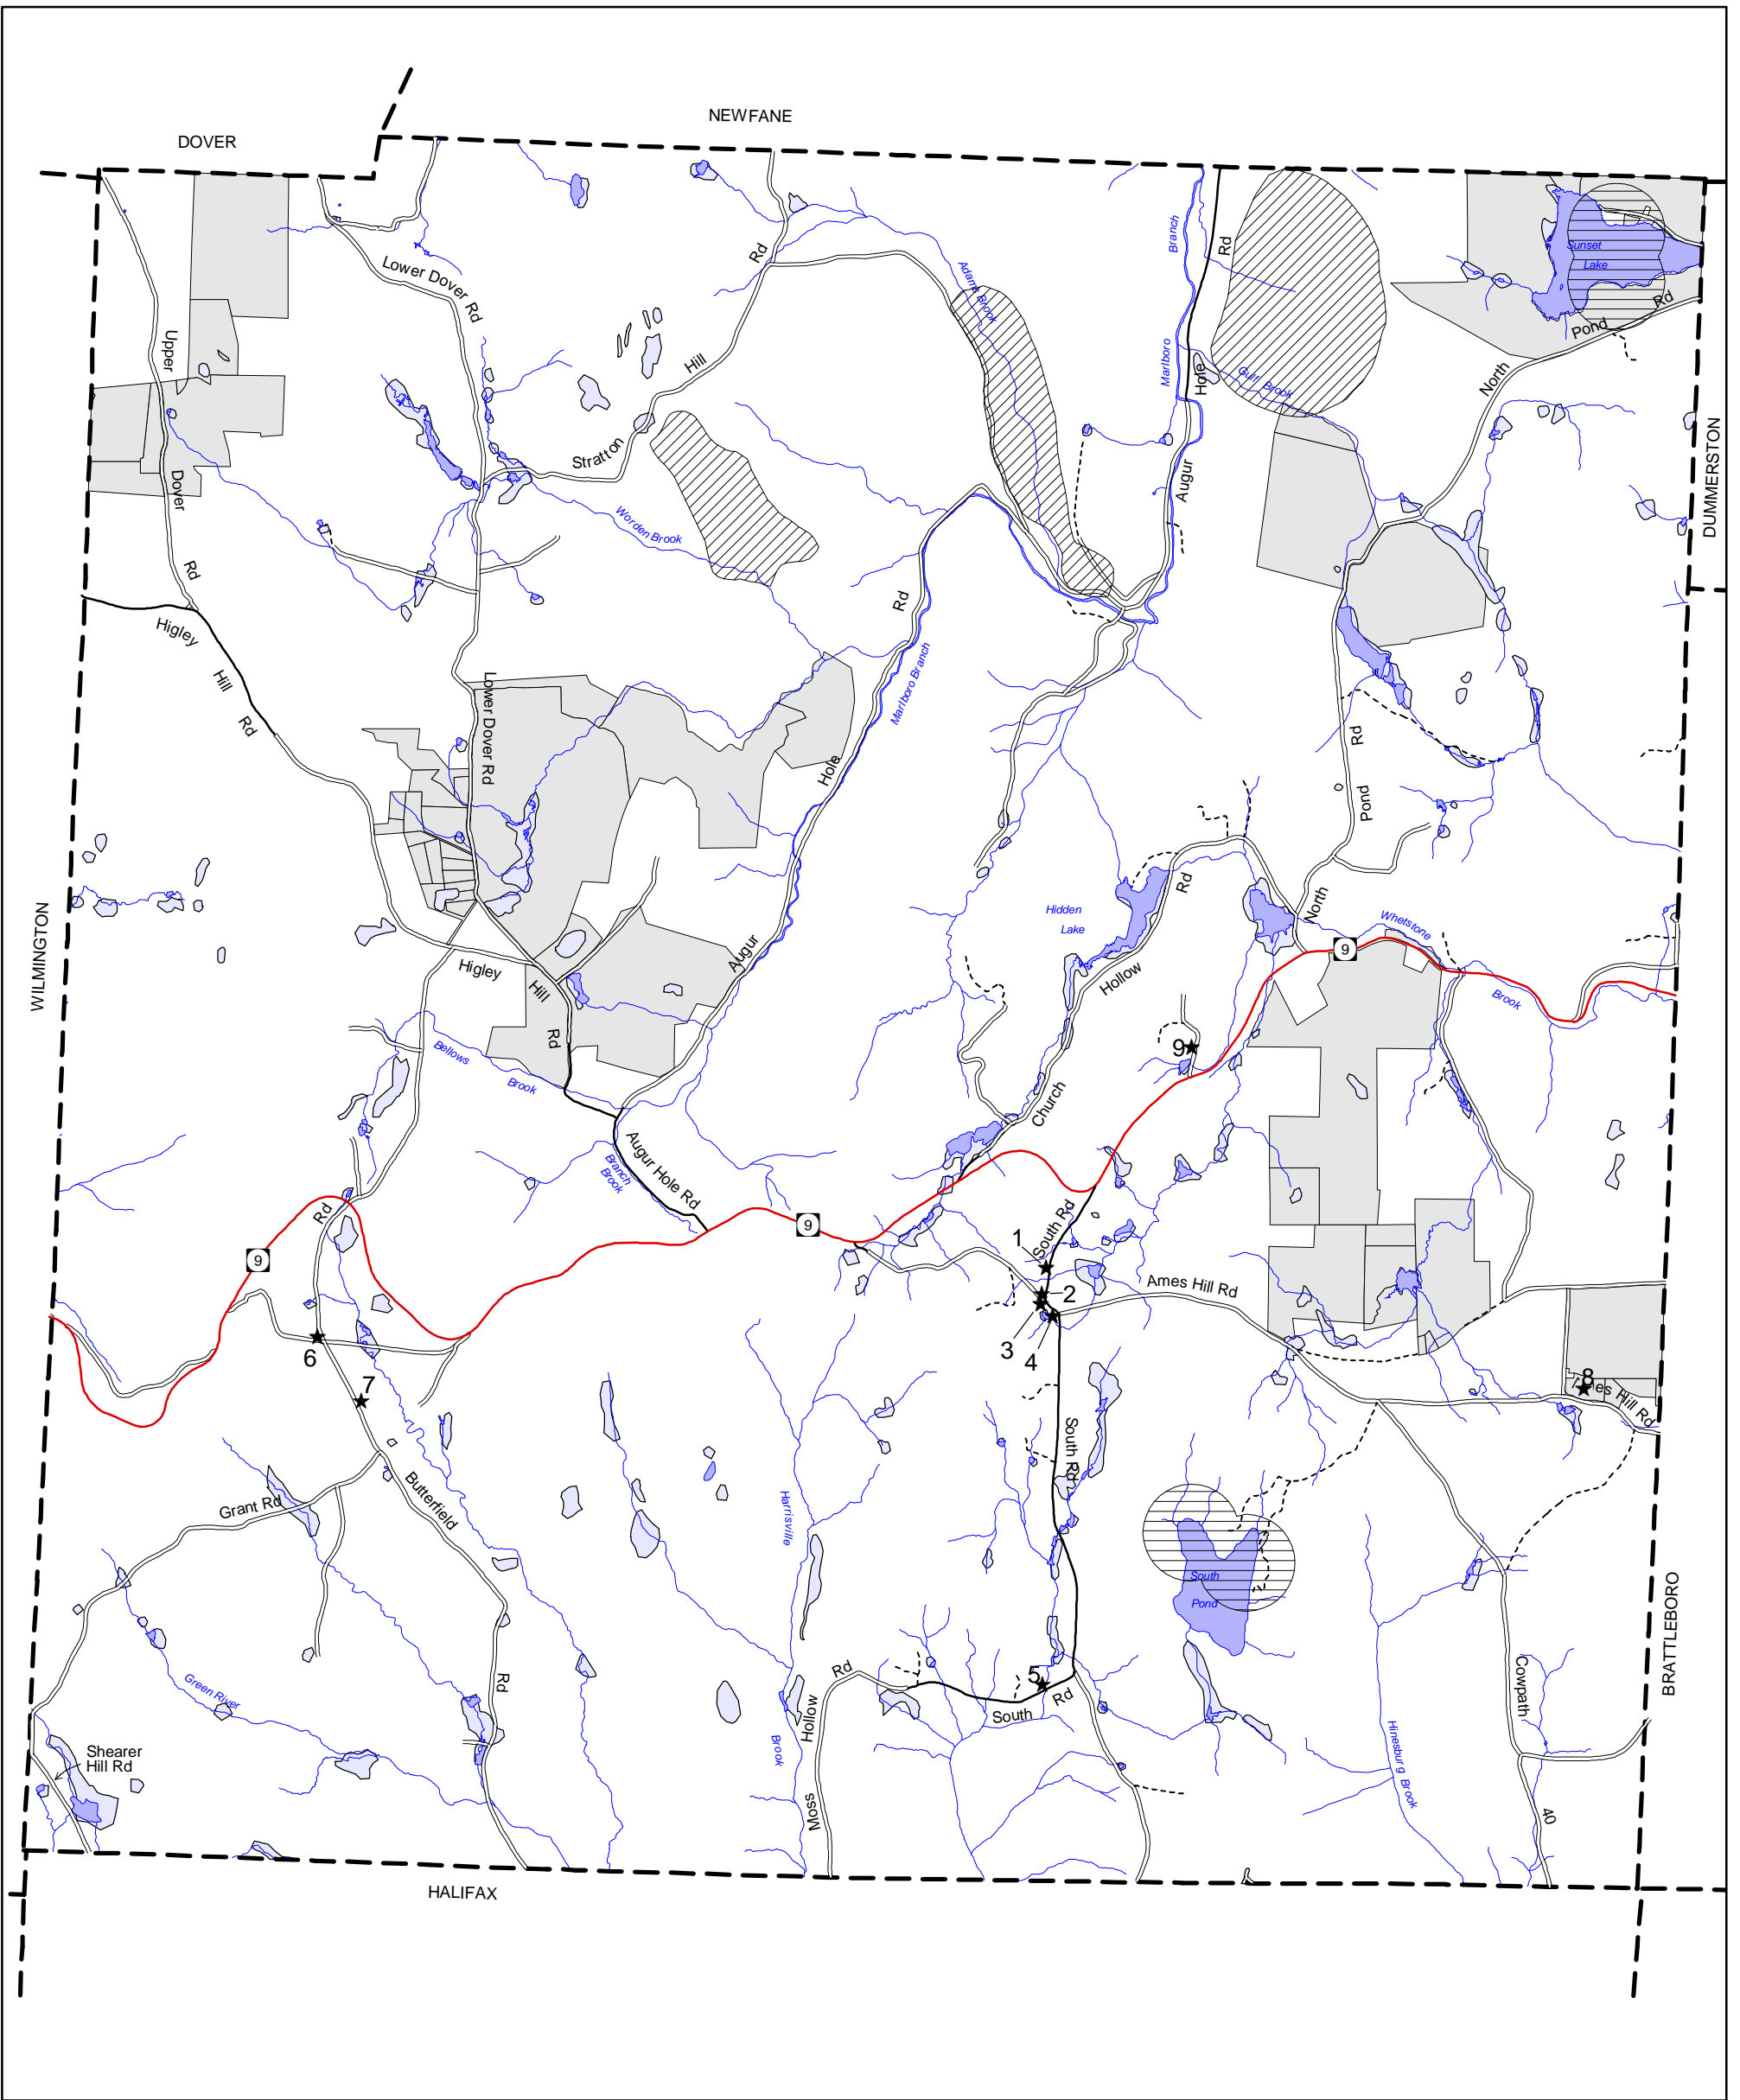 NEWFANE
DOVER
Branch
Rd
Rd
Sunset
Lake
Adams Brook
Lower Dover Rd
Rd
Pond
Upper
Marlboro
Hill
Hole
Gulf Brook
North
DUMMERSTON
Stratton
Dover
Augur
Worden Brook
Rd
Rd
Higley
Hill
Rd
Marlboro Branch
Lower Dover Rd
Rd
Hole
Pond
Rd
Hidden
Lake
North
Whetstone
WILMINGTON
Augur
9
Higley
Hill
Hollow
Brook
Rd
Bellows
Brook
9
Church
Augur Hole Rd
Branch
Brook
Rd
South Rd
9
9
1
Ames Hill Rd
2
3
4
6
7
8
Ames Hill Rd
South Rd
Butterfield
Grant Rd
Harrisville
South
Pond
BRATTLEBORO
Rd
5
Rd
Rd
Cowpath
Green River
Hollow
South
Brook
Hinesburg Brook
Shearer
Hill Rd
Moss
40
HALIFAX